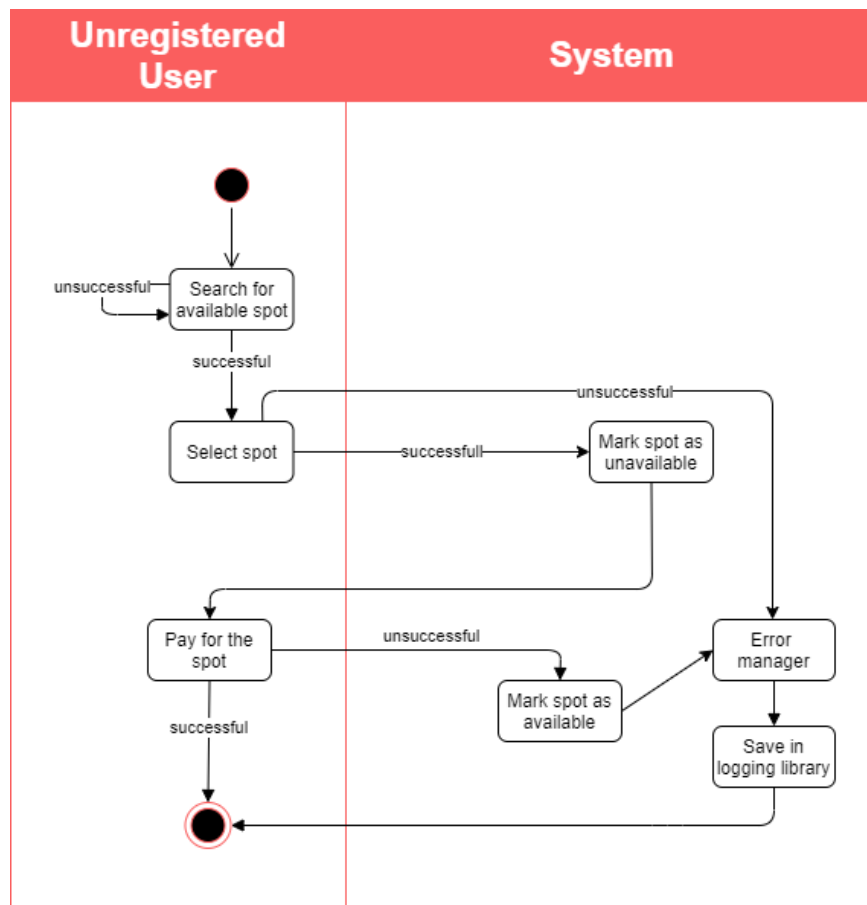 Unregistered
User
System
Search for
available spot
unsuccessful
successful
unsuccessful
Select spot
successfull
Mark spot as
unavailable
Pay for the
spot
unsuccessful
Error
manager
Mark spot as
available
successful
Save in
logging library